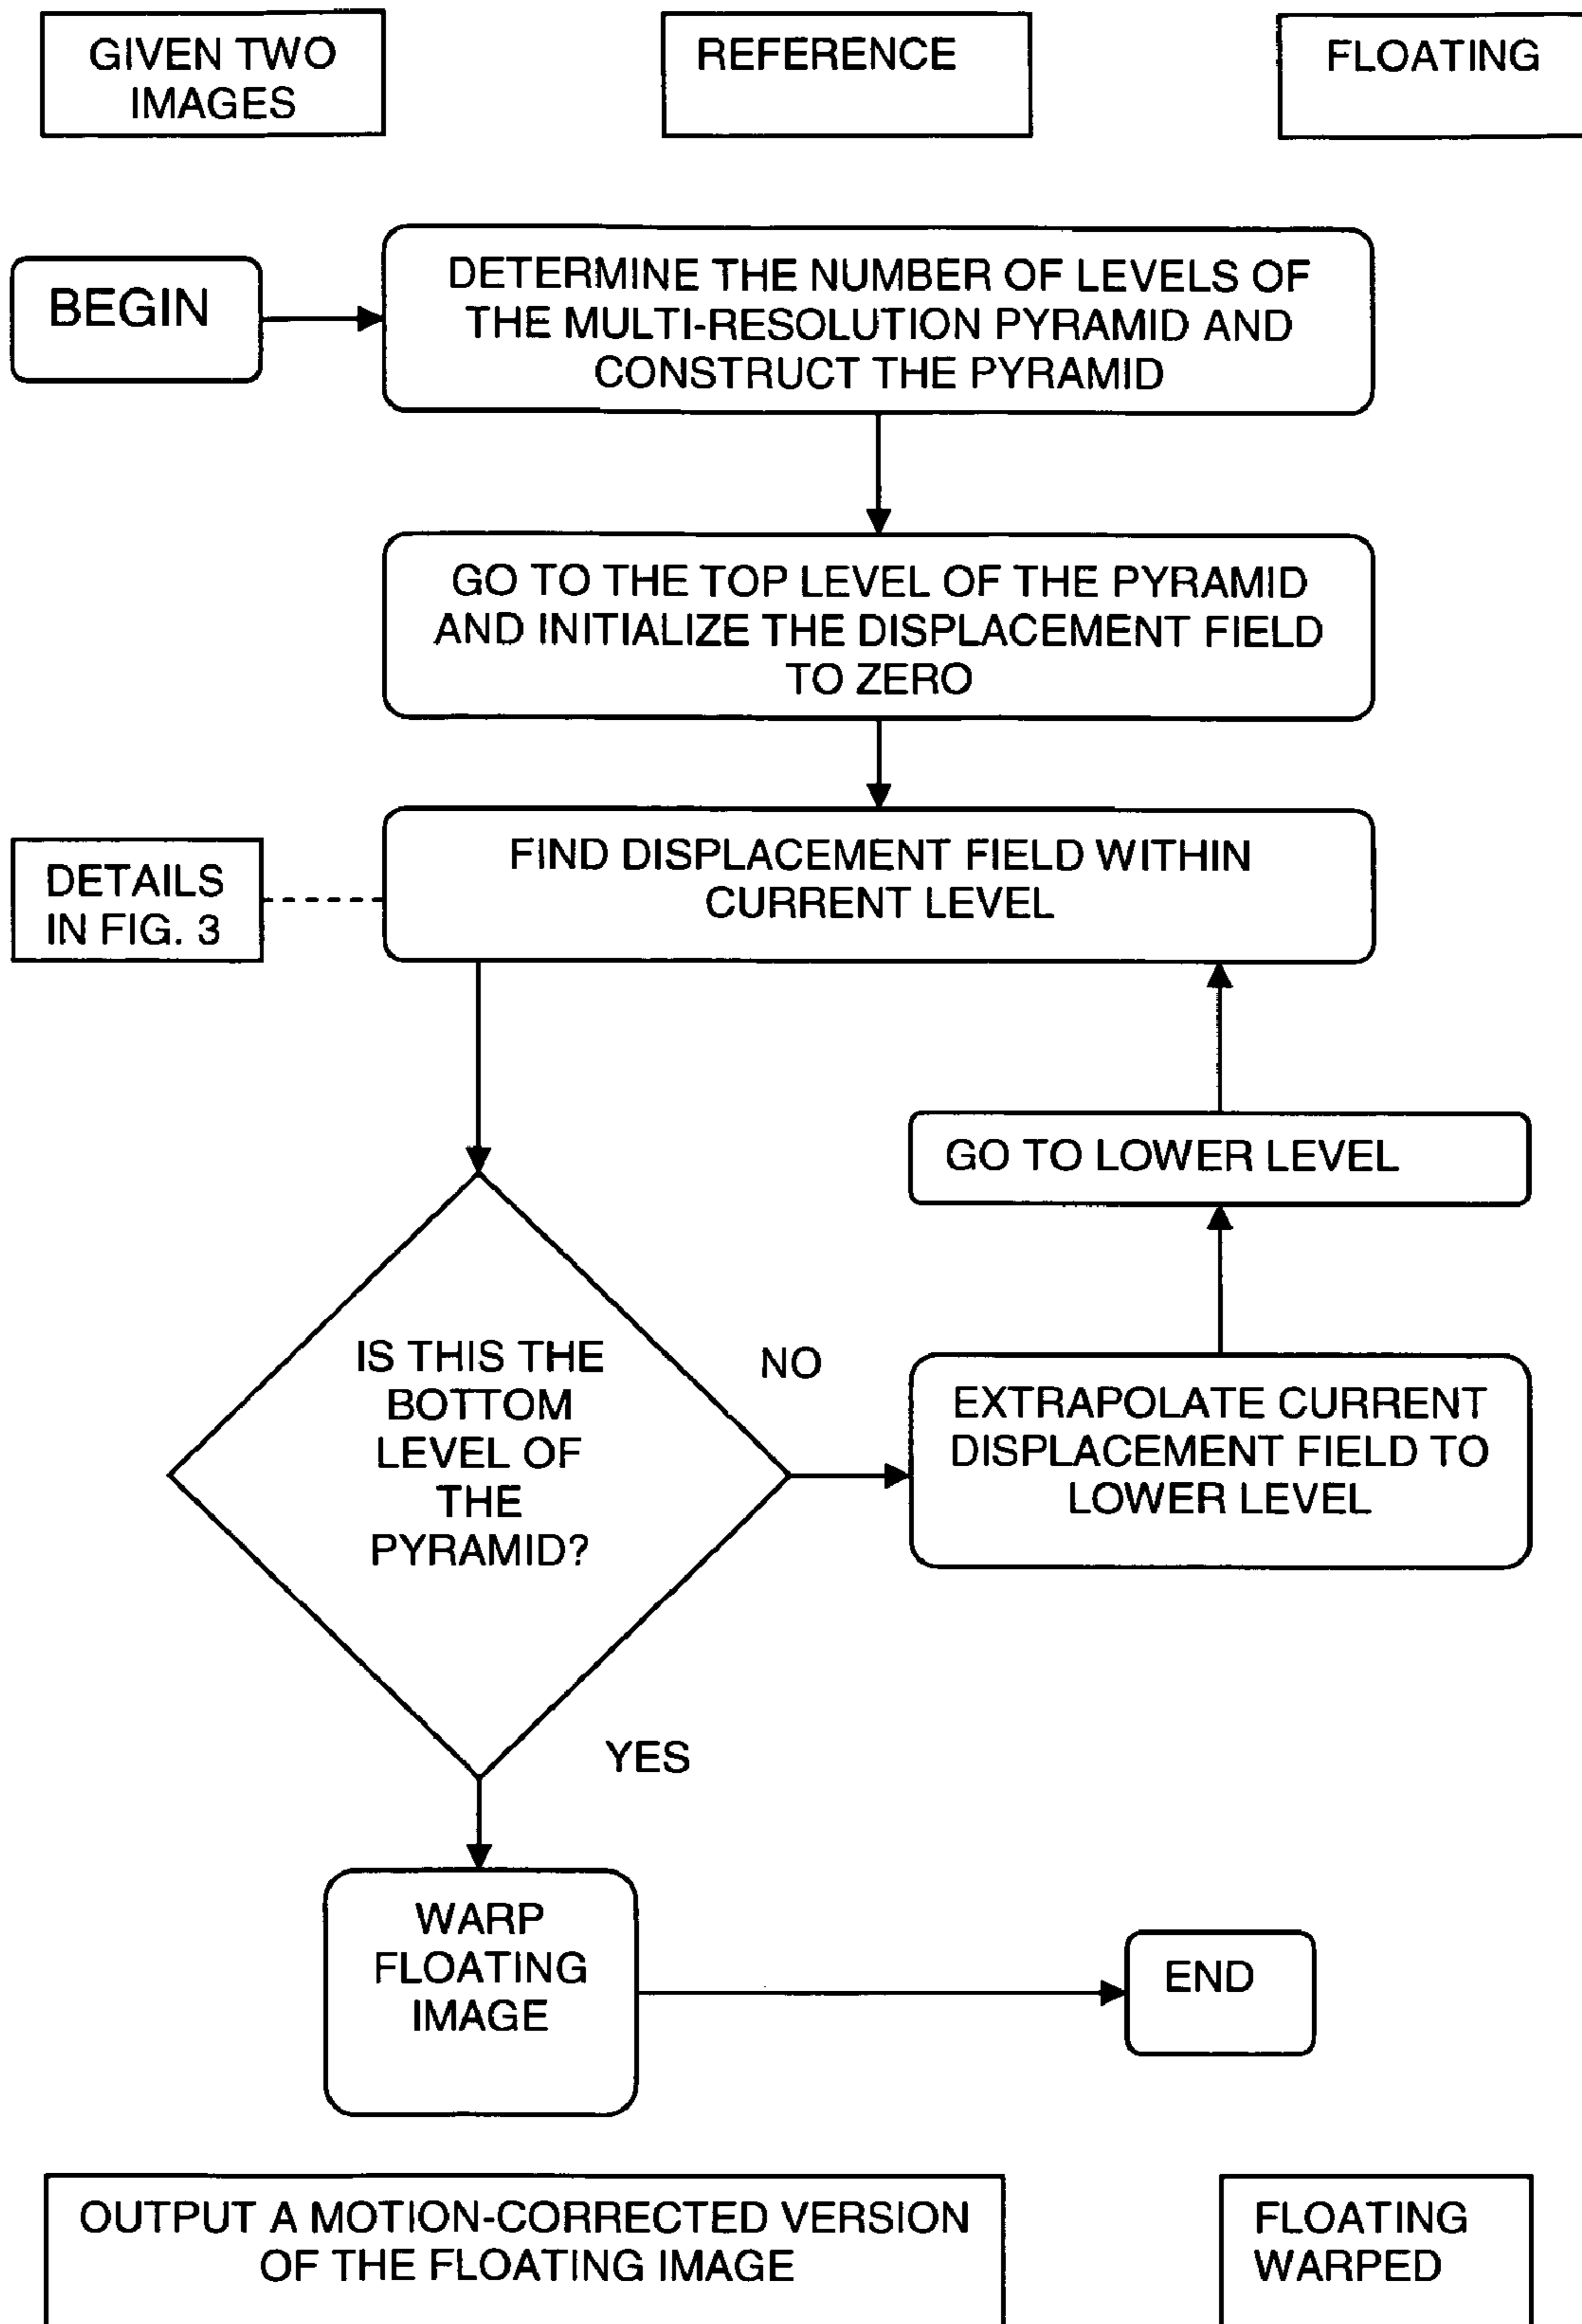 GIVEN TWO
IMAGES
REFERENCE
FLOATING
BEGIN
DETERMINE THE NUMBER OF LEVELS OF
THE MULTI-RESOLUTION PYRAMID AND
CONSTRUCT THE PYRAMID
GO TO THE TOP LEVEL OF THE PYRAMID
AND INITIALIZE THE DISPLACEMENT FIELD
TO ZERO
DETAILS
IN FIG. 3
FIND DISPLACEMENT FIELD WITHIN
CURRENT LEVEL
GO TO LOWER LEVEL
IS THIS THE
BOTTOM
LEVEL OF
THE
PYRAMID?
NO
EXTRAPOLATE CURRENT
DISPLACEMENT FIELD TO
LOWER LEVEL
YES
WARP
FLOATING
IMAGE
END
OUTPUT A MOTION-CORRECTED VERSION
OF THE FLOATING IMAGE
FLOATING
WARPED